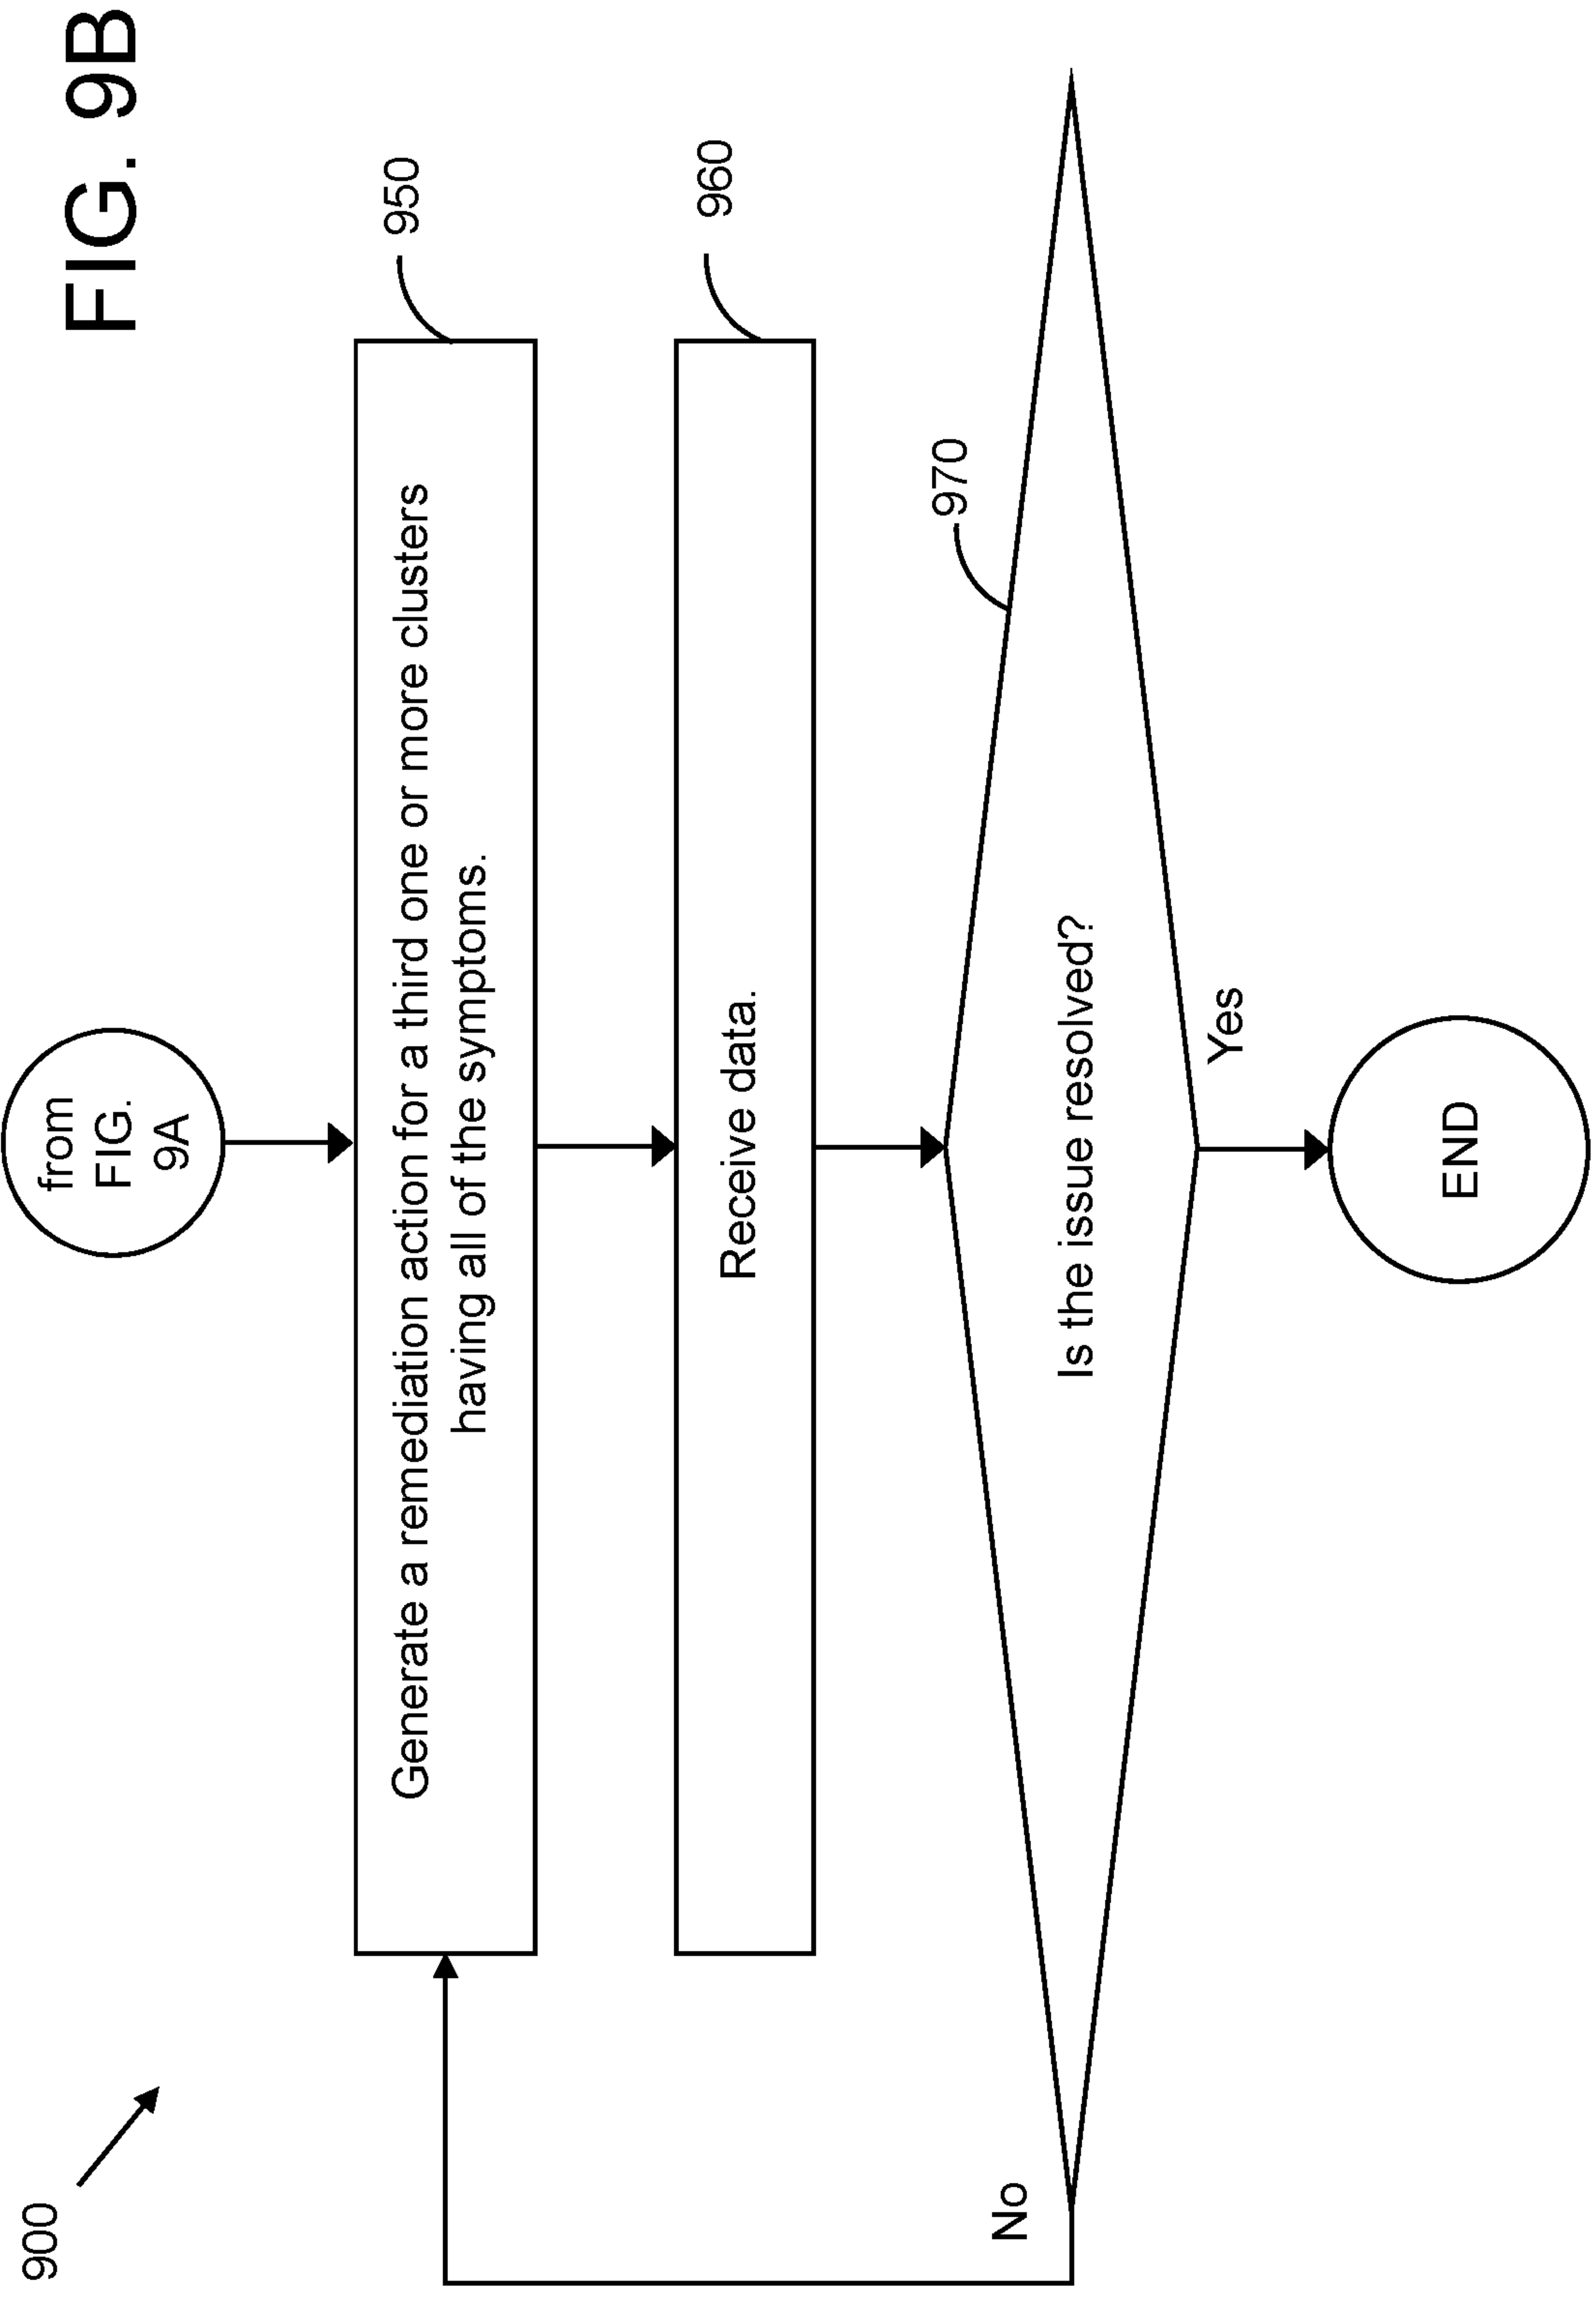 FIG. 9B
900
from
FIG.
9A
950
Generate a remediation action for a third one or more clusters
having all of the symptoms.
960
Receive data.
970
Is the issue resolved?
No
Yes
END